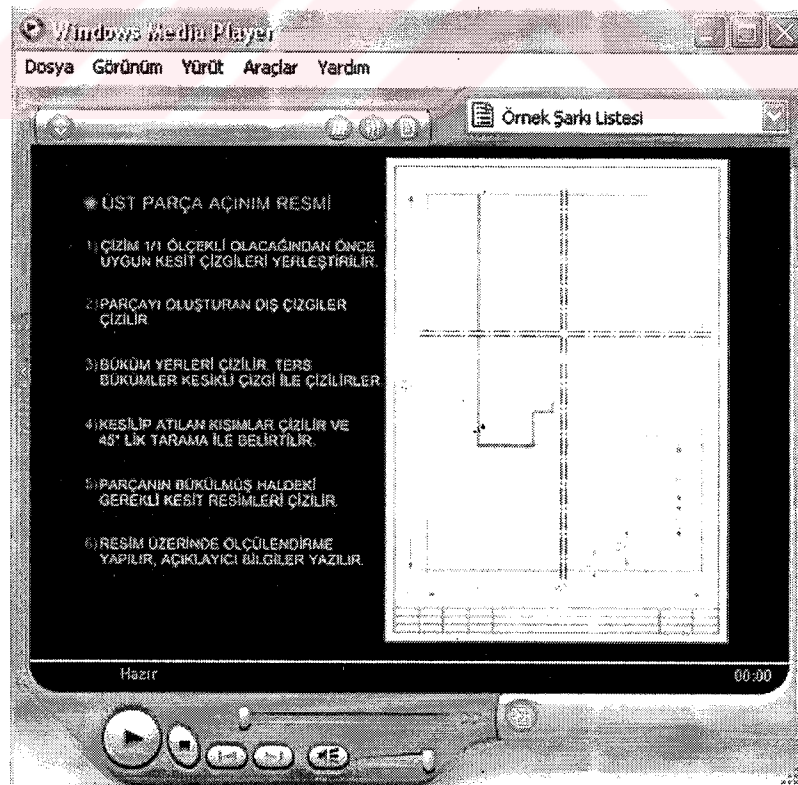 Windows Media Player
Dosya Görünüm Yürüt Araçlar Yardım
Örnek Şarkı Listesi
ÜST PARÇA AÇINIM RESMİ
1) ÇİZİM 1/1 ÖLÇEKLİ OLACAĞINDAN ÖNCE
UYGUN KESİT ÇİZGİLERİ YERLEŞTİRİLİR.
2) PARÇAYI OLUŞTURAN DIŞ ÇİZGİLER
ÇİZİLİR
3) BÜKÜM YERLERİ ÇİZİLİR. TERS
BÜKÜMLER KESİKLİ ÇİZGİ İLE ÇİZİLİRLER
4) KESİLİP ATILAN KISIMLAR ÇİZİLİR VE
45° LİK TARAMA İLE BELİRTİLİR.
5) PARÇANIN BÜKÜLMÜŞ HALDEKİ
GEREKLİ KESİT RESİMLERİ ÇİZİLİR
6) RESİM ÜZERİNDE ÖLÇÜLENDİRME
YAPILIR, AÇIKLAYICI BİLGİLER YAZILIR.
Hazır
00:00